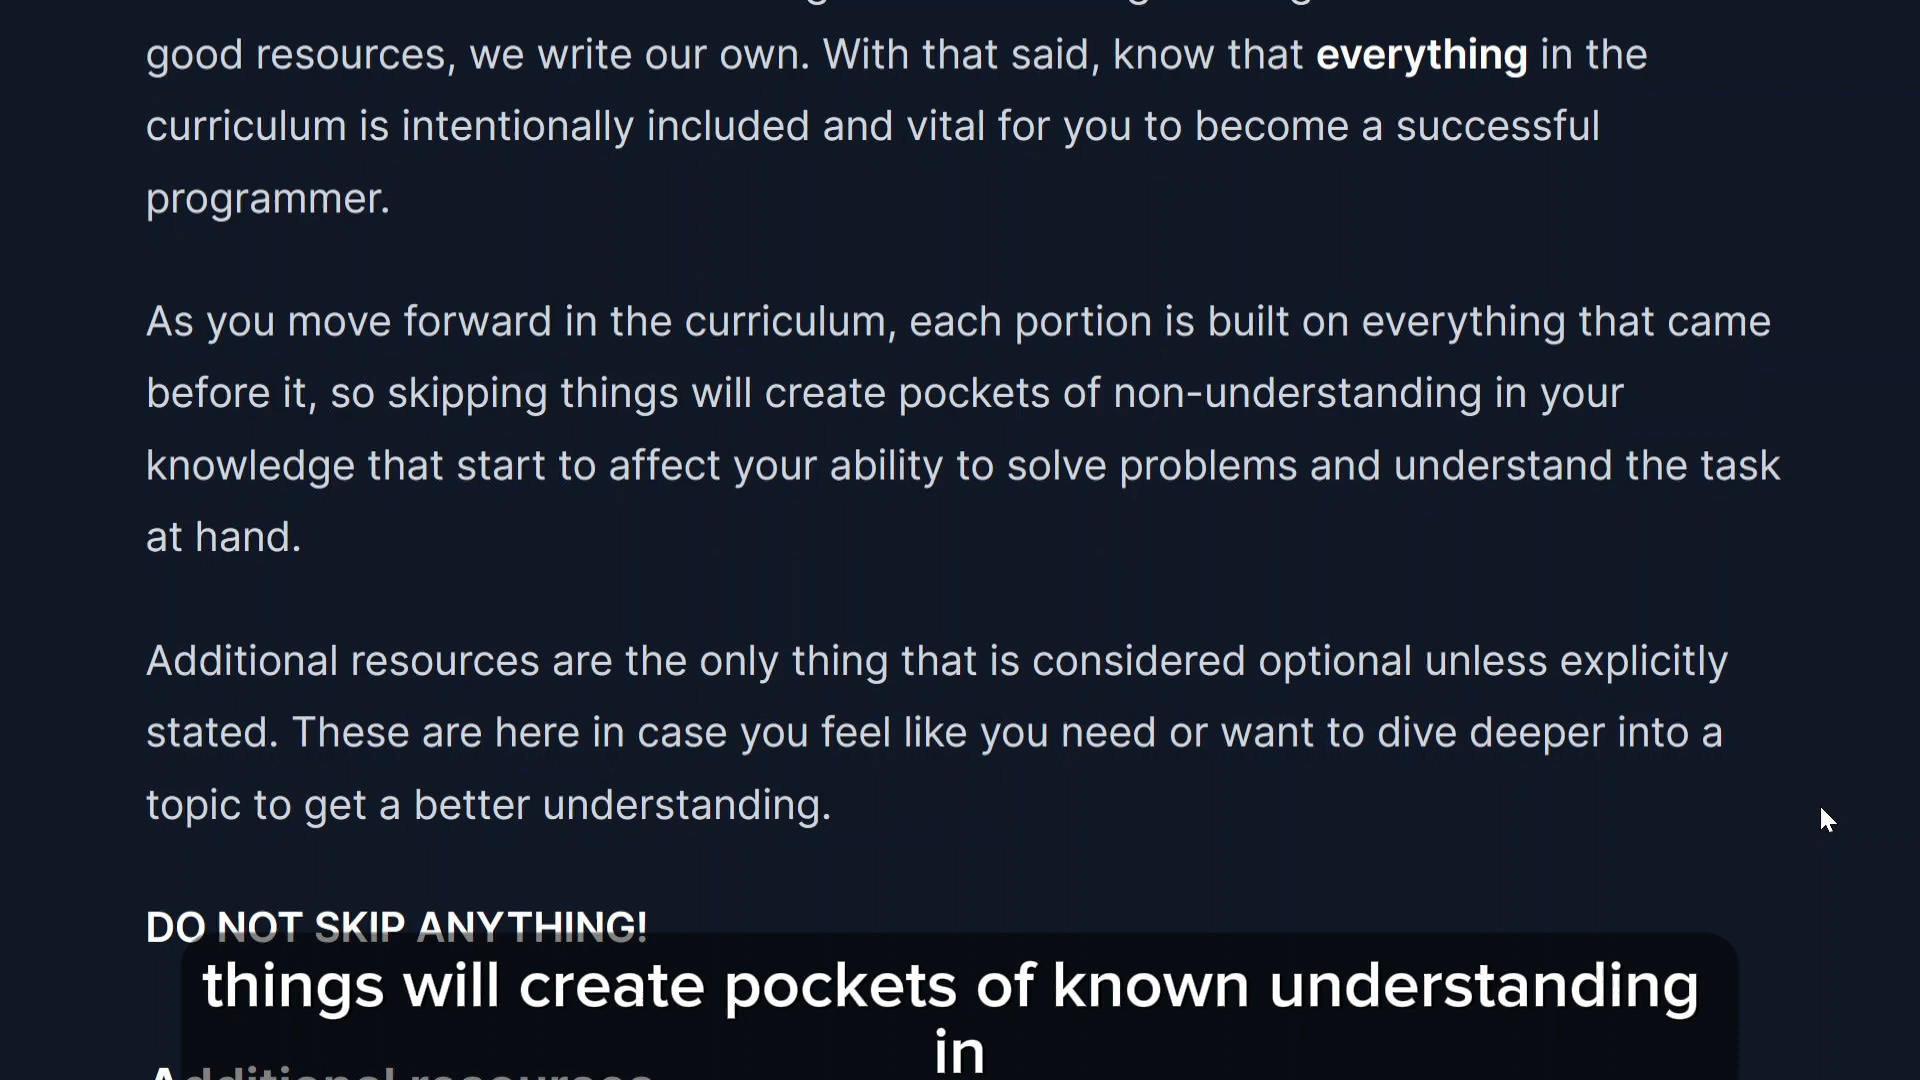 good resources, we write our own. With that said, know that everything in the
curriculum is intentionally included and vital for you to become a successful
programmer.
As you move forward in the curriculum, each portion is built on everything that came
before it, so skipping things will create pockets of non-understanding in your
knowledge that start to affect your ability to solve problems and understand the task
at hand.
Additional resources are the only thing that is considered optional unless explicitly
stated. These are here in case you feel like you need or want to dive deeper into a
topic to get a better understanding.
DO NOT SKIP ANYTHING!
things will create pockets of known understanding
in
Additional resources